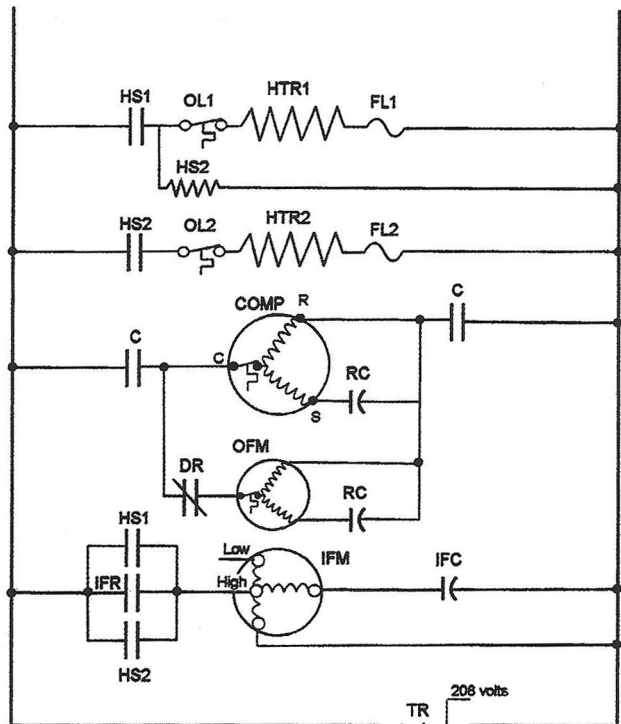 HS1 OL1 HTR1 FL1
HS2
HS2 OL2 HTR2 FL2
COMP R C
C C
RC
S
OFM
DR RC
HS1
Low IFM IFC
IFR High
HS2
TR 208 volts